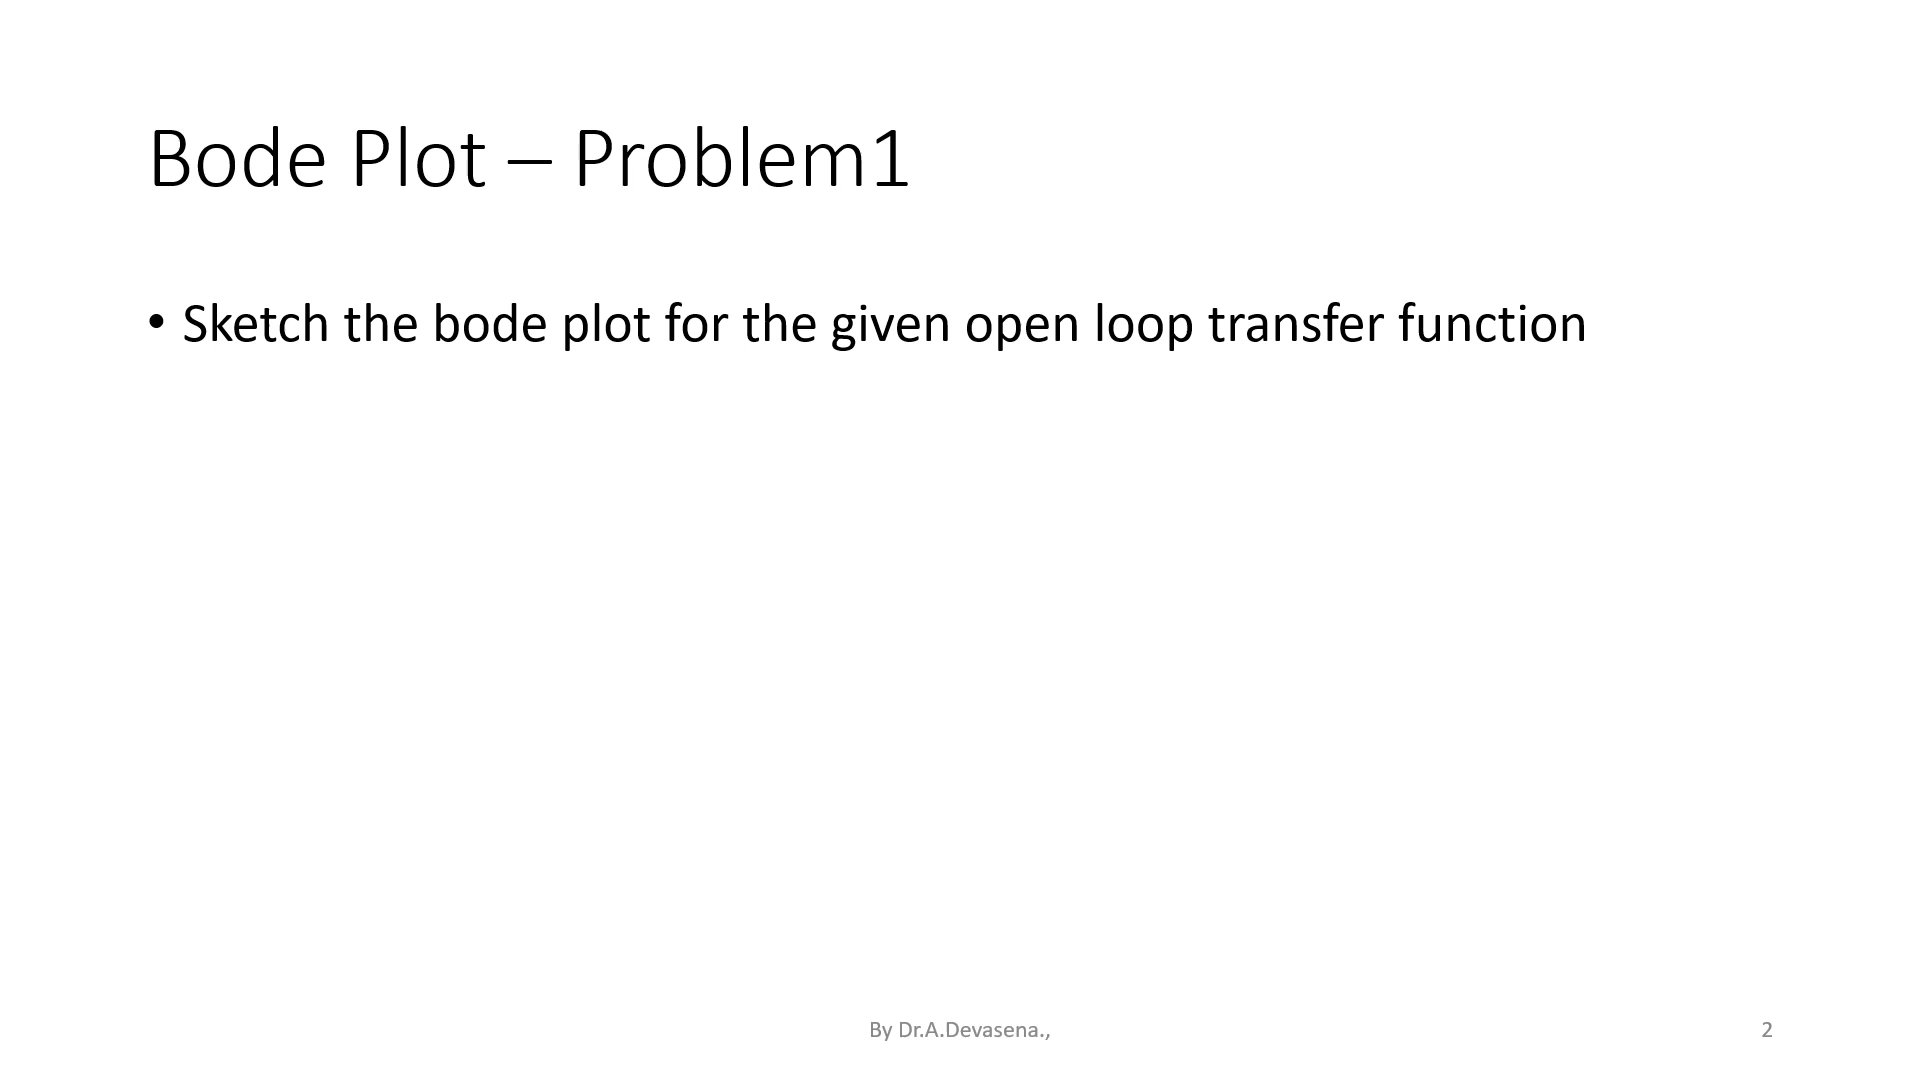 Bode Plot – Problem1
• Sketch the bode plot for the given open loop transfer function
By Dr.A.Devasena.,
2